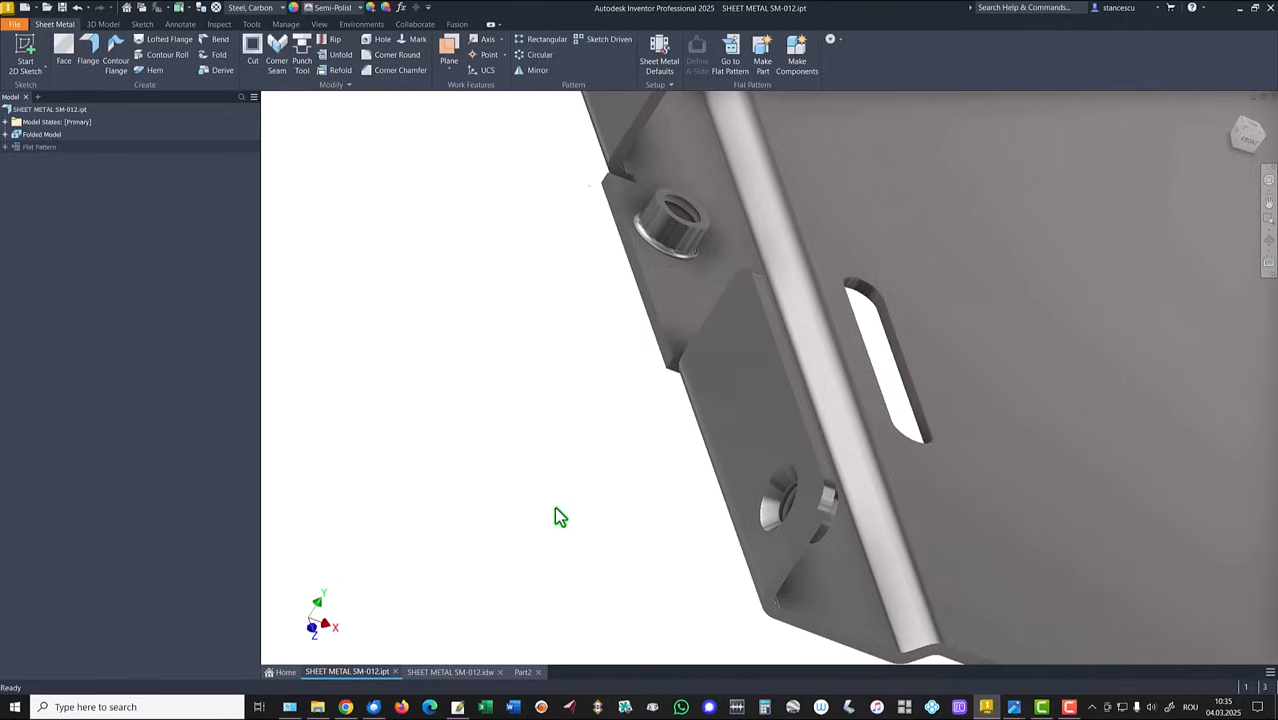 Steel, Carbon
Semi-Polisl
Autodesk Inventor Professional 2025 SHEET METAL SM-012.ipt
Search Help & Commands...
stancescu
File Sheet Metal 3D Model Sketch Annotate Inspect Tools Manage View Environments Get Started Collaborate Fusion
Start
2D Sketch
Face
Flange
Contour
Flange
Lofted Flange
Contour Roll
Hem
Bend
Fold
Derive
Cut
Corner
Seam
Punch
Tool
Rip
Unfold
Refold
Hole
Mark
Corner Round
Corner Chamfer
Plane
Axis
Point
UCS
Rectangular
Circular
Mirror
Sketch Driven
Sheet Metal
Defaults
Define
A-Side
Go to
Flat Pattern
Make
Part
Make
Components
Sketch
Create
Modify
Work Features
Pattern
Setup
Flat Pattern
Model
SHEET METAL SM-012.ipt
Model States: [Primary]
Folded Model
Flat Pattern
FRONT
Y
X
Z
Home
SHEET METAL SM-012.ipt
SHEET METAL SM-012.idw
Part2
Ready
1 3
Type here to search
10:35
04.03.2025